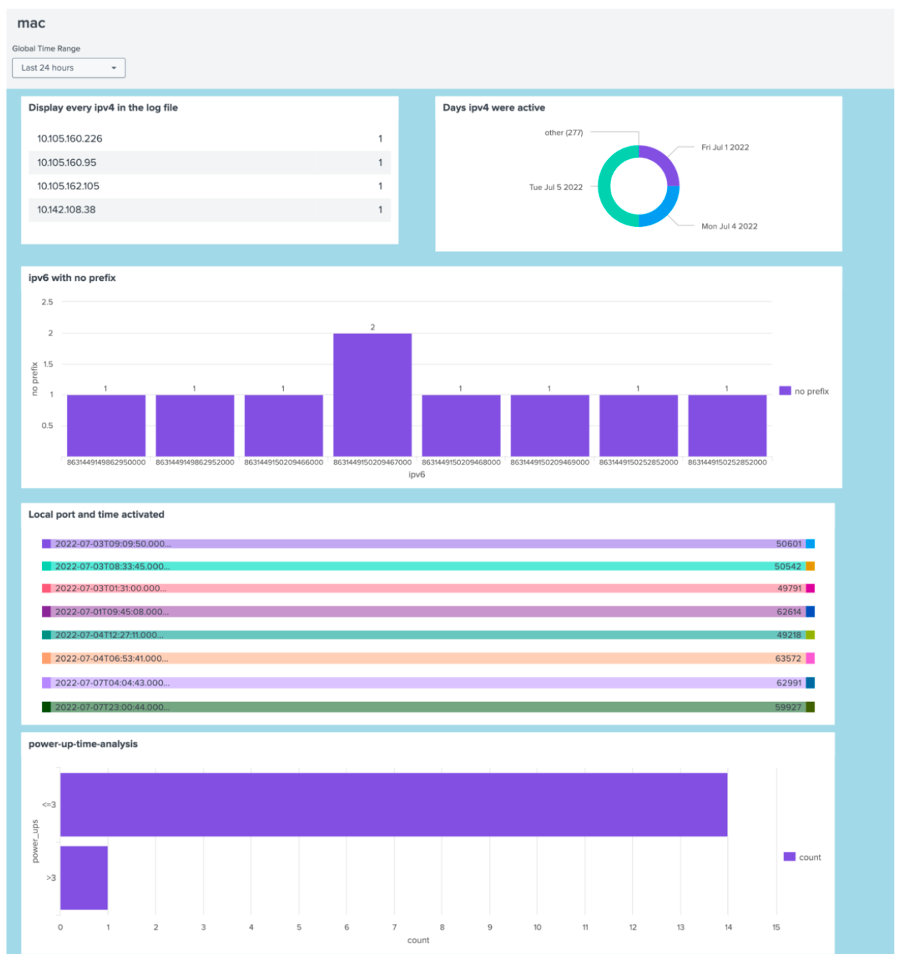 mac
Global Time Range
Last 24 hours
Display every ipv4 in the log file
10.105.160.226 1
10.105.160.95 1
10.105.162.105 1
10.142.108.38 1
Days ipv4 were active
other (277)
Fri Jul 1 2022
Tue Jul 5 2022
Mon Jul 4 2022
ipv6 with no prefix
2.5
2
1.5
1
0.5
no prefix
1 1 1 2 1 1 1 1
8631449149862950000 8631449149862952000 8631449150209466000 8631449150209467000 8631449150209468000 8631449150209469000 8631449150252852000 8631449150252852000
ipv6
no prefix
Local port and time activated
2022-07-03T09:09:50.000... 50601
2022-07-03T08:33:45.000... 50542
2022-07-03T01:31:00.000... 49791
2022-07-01T09:45:08.000... 62614
2022-07-04T12:27:11.000... 49218
2022-07-04T06:53:41.000... 63572
2022-07-07T04:04:43.000... 62991
2022-07-07T23:00:44.000... 59927
power-up-time-analysis
<=3
power_ups
>3
0 1 2 3 4 5 6 7 8 9 10 11 12 13 14 15
count
count